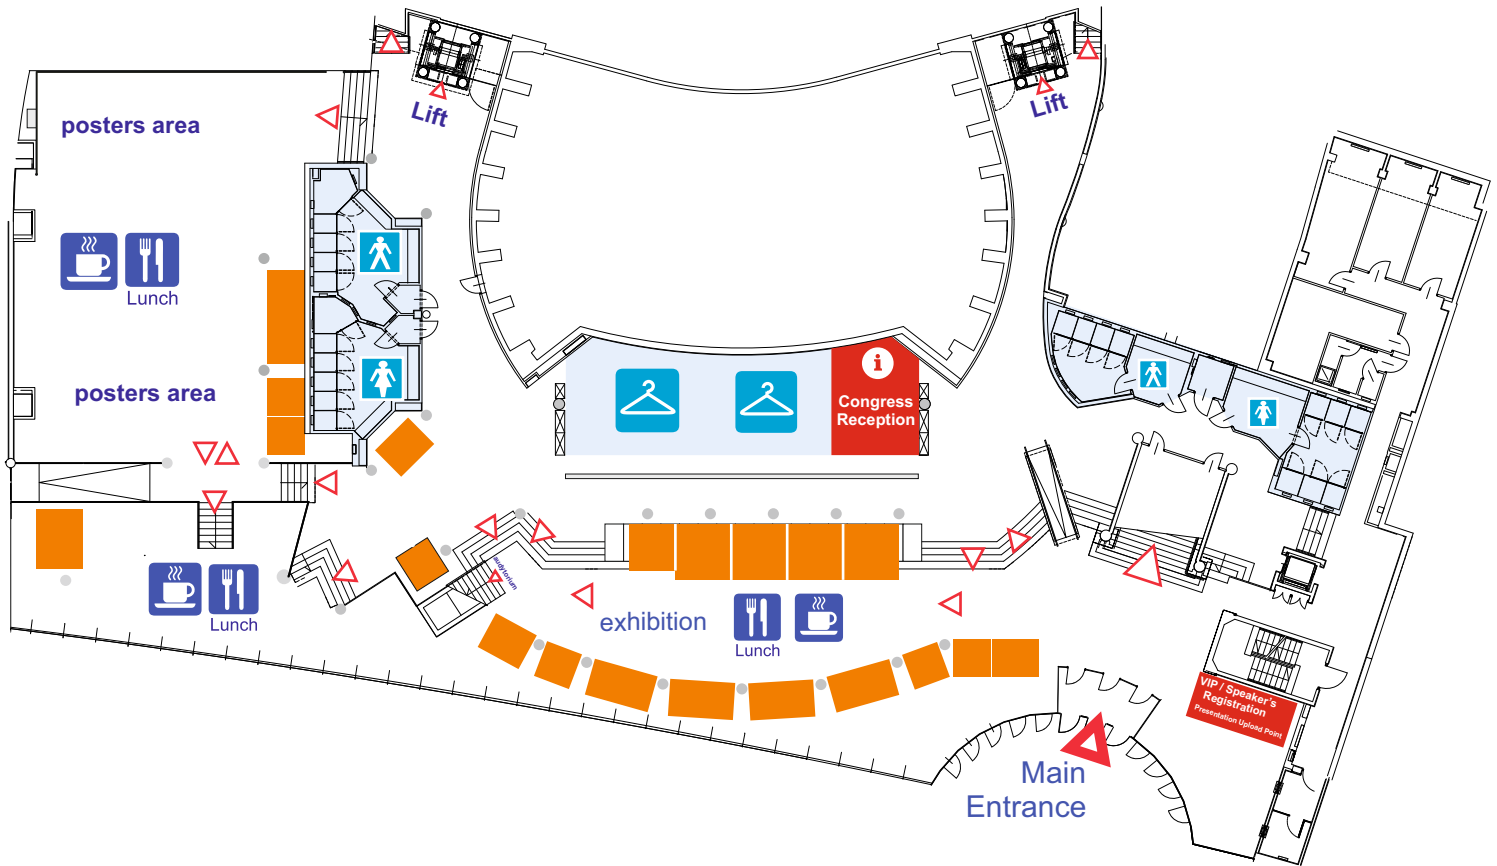 Lift
Lift
posters area
Lunch
posters area
i
Congress
Reception
Lunch
audytorium
exhibition
Lunch
VIP / Speaker's
Registration
Presentation Upload Point
Main
Entrance